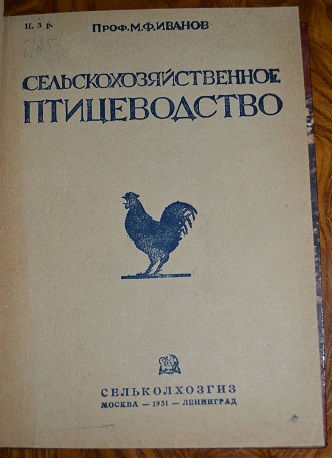 Ц. 3 р.
ПРОФ. М.Ф. ИВАНОВ
СЕЛЬСКОХОЗЯЙСТВЕННОЕ
ПТИЦЕВОДСТВО
СЕЛЬКОЛХОЗГИЗ
МОСКВА — 1931 — ЛЕНИНГРАД